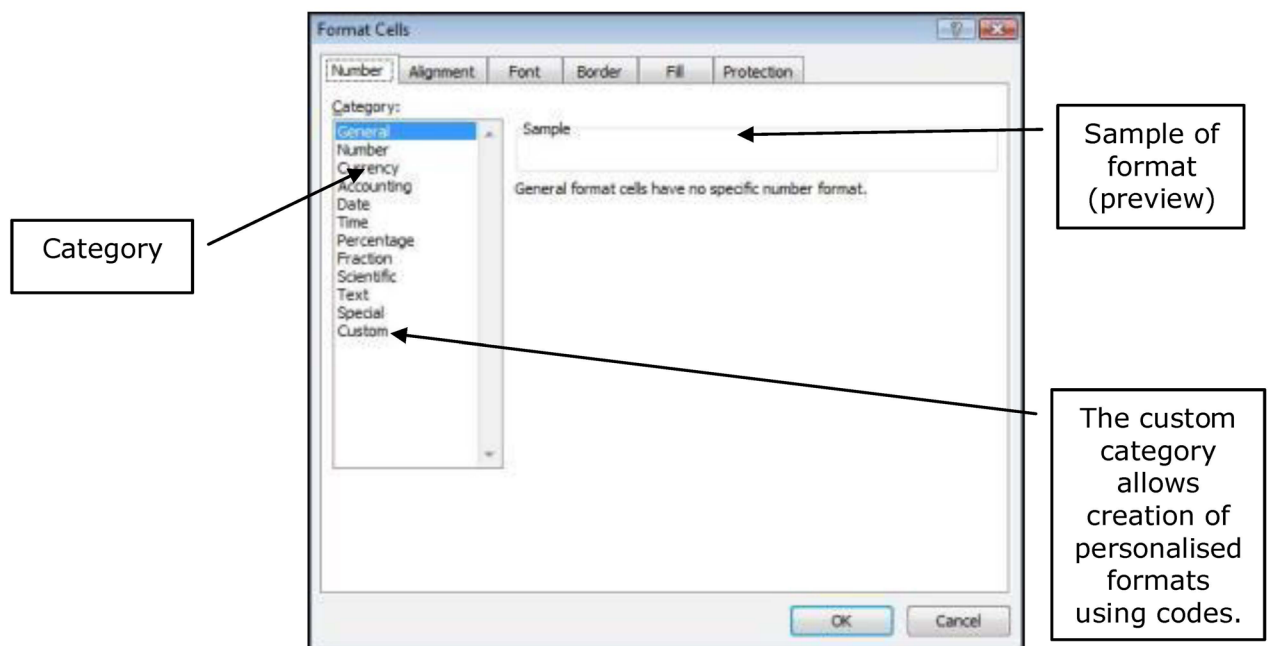 Format Cells
Number Alignment Font Border Fill Protection
Category:
General
Number
Currency
Accounting
Date
Time
Percentage
Fraction
Scientific
Text
Special
Custom
Sample
General format cells have no specific number format.
OK Cancel
Category
Sample of
format
(preview)
The custom
category
allows
creation of
personalised
formats
using codes.